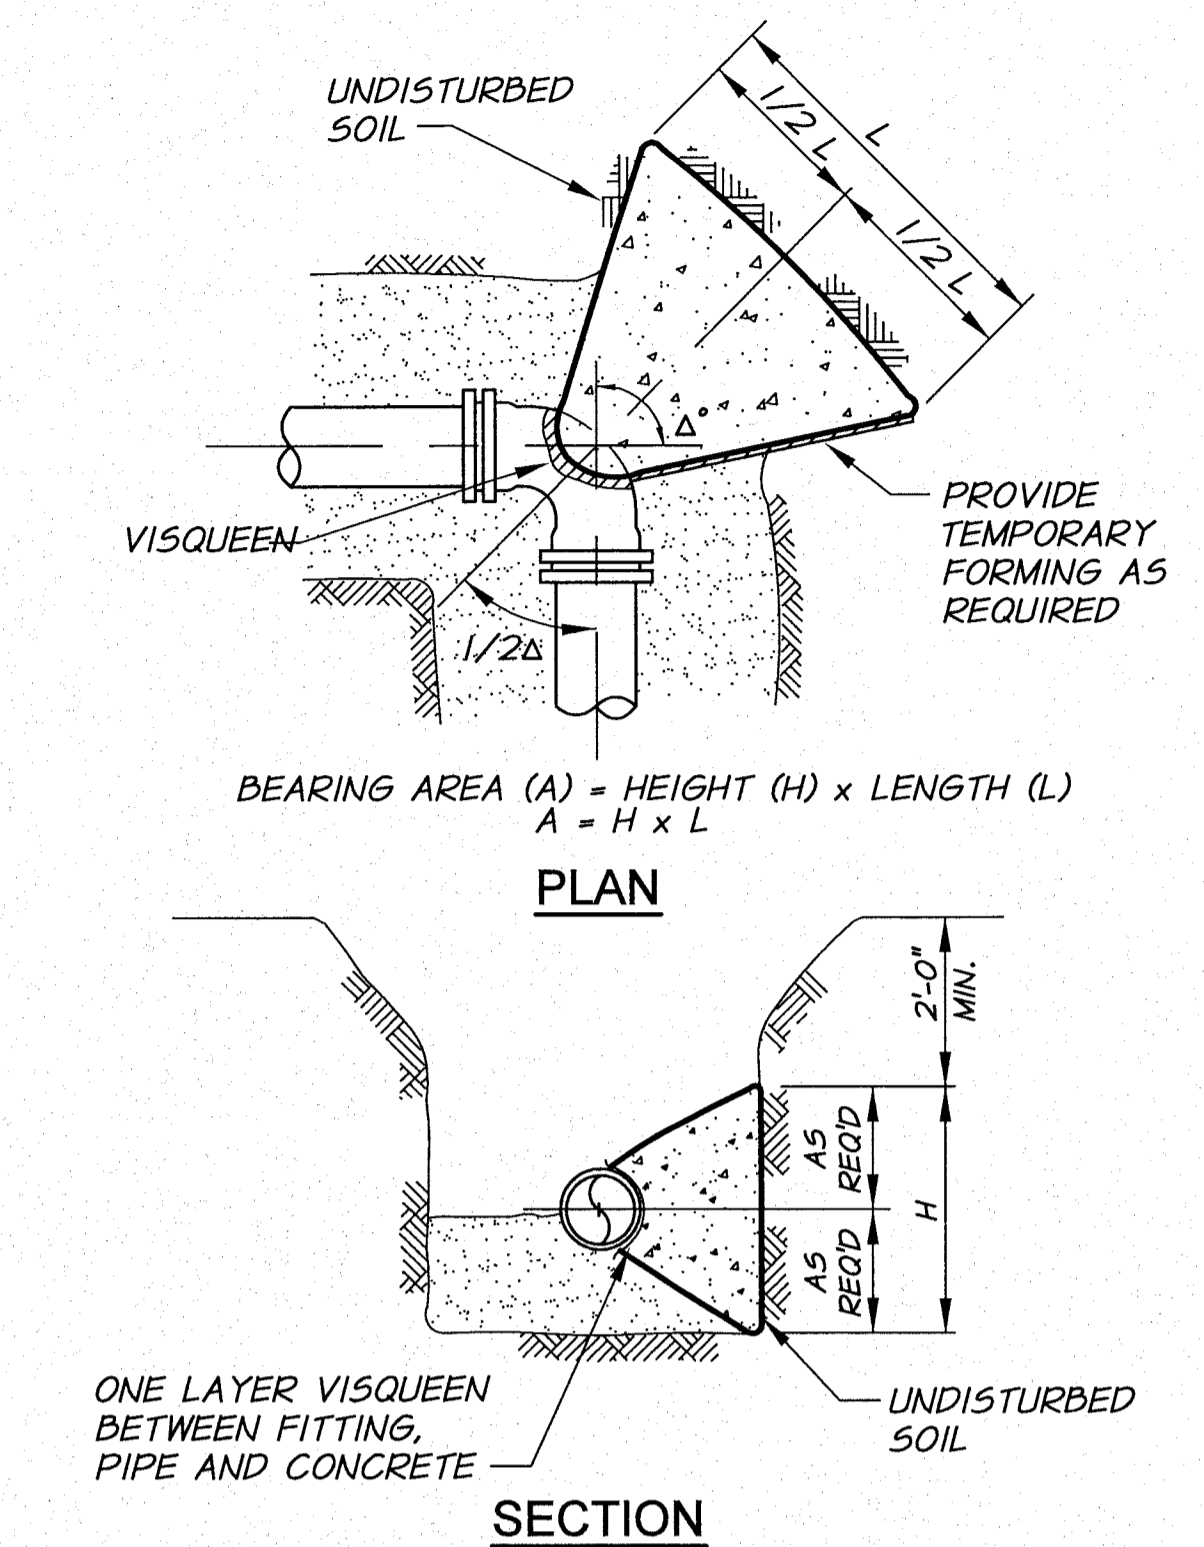 UNDISTURBED
SOIL
L
1/2 L
1/2 L
Δ°
VISQUEEN
PROVIDE
TEMPORARY
FORMING AS
REQUIRED
1/2Δ
BEARING AREA (A) = HEIGHT (H) x LENGTH (L)
A = H x L
PLAN
2'-0"
MIN.
AS
REQ'D
H
AS
REQ'D
ONE LAYER VISQUEEN
BETWEEN FITTING,
PIPE AND CONCRETE
UNDISTURBED
SOIL
SECTION